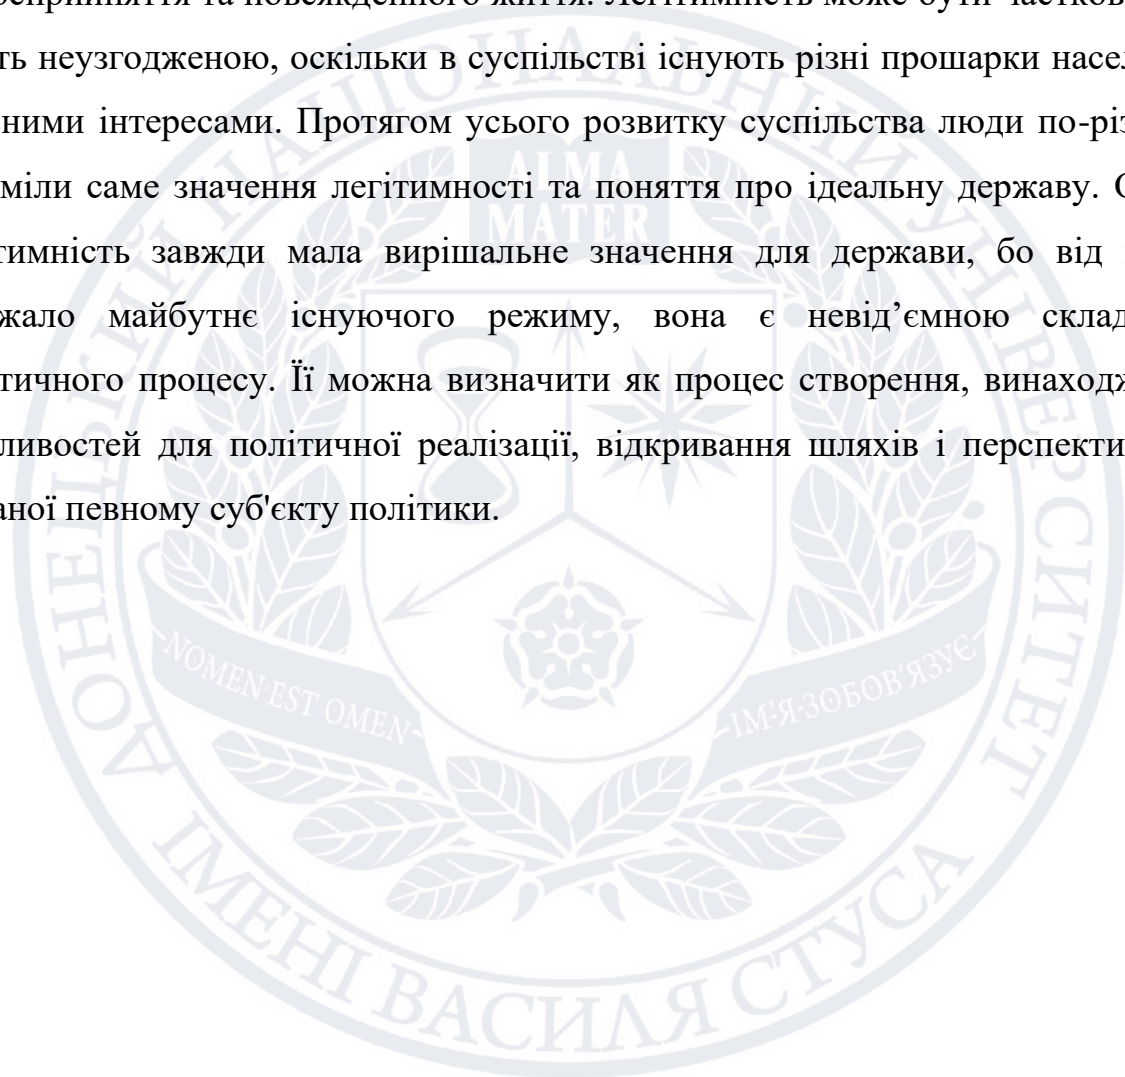 сприйняття та повсякденного життя. Легітимність може бути частков
ть неузгодженою, оскільки в суспільстві існують різні прошарки насел
ними інтересами. Протягом усього розвитку суспільства люди по-різ
міли саме значення легітимності та поняття про ідеальну державу. О
тимність завжди мала вирішальне значення для держави, бо від
жало майбутнє існуючого режиму, вона є невід’ємною склад
тичного процесу. Її можна визначити як процес створення, винаходж
ливостей для політичної реалізації, відкривання шляхів і перспекти
аної певному суб'єкту політики.
ДОНЕЦЬКИЙ НАЦІОНАЛЬНИЙ УНІВЕРСИТЕТ
ALMA
MATER
NOMEN·EST OMEN
ІМ’Я·ЗОБОВ’ЯЗУЄ
ІМЕНІ ВАСИЛЯ СТУСА